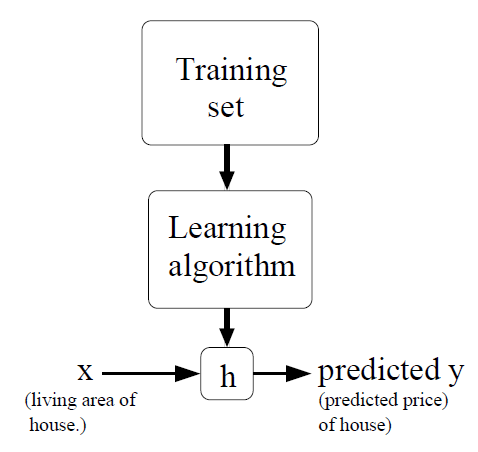 Training
set
Learning
algorithm
x
h
predicted y
(living area of
house.)
(predicted price)
of house)